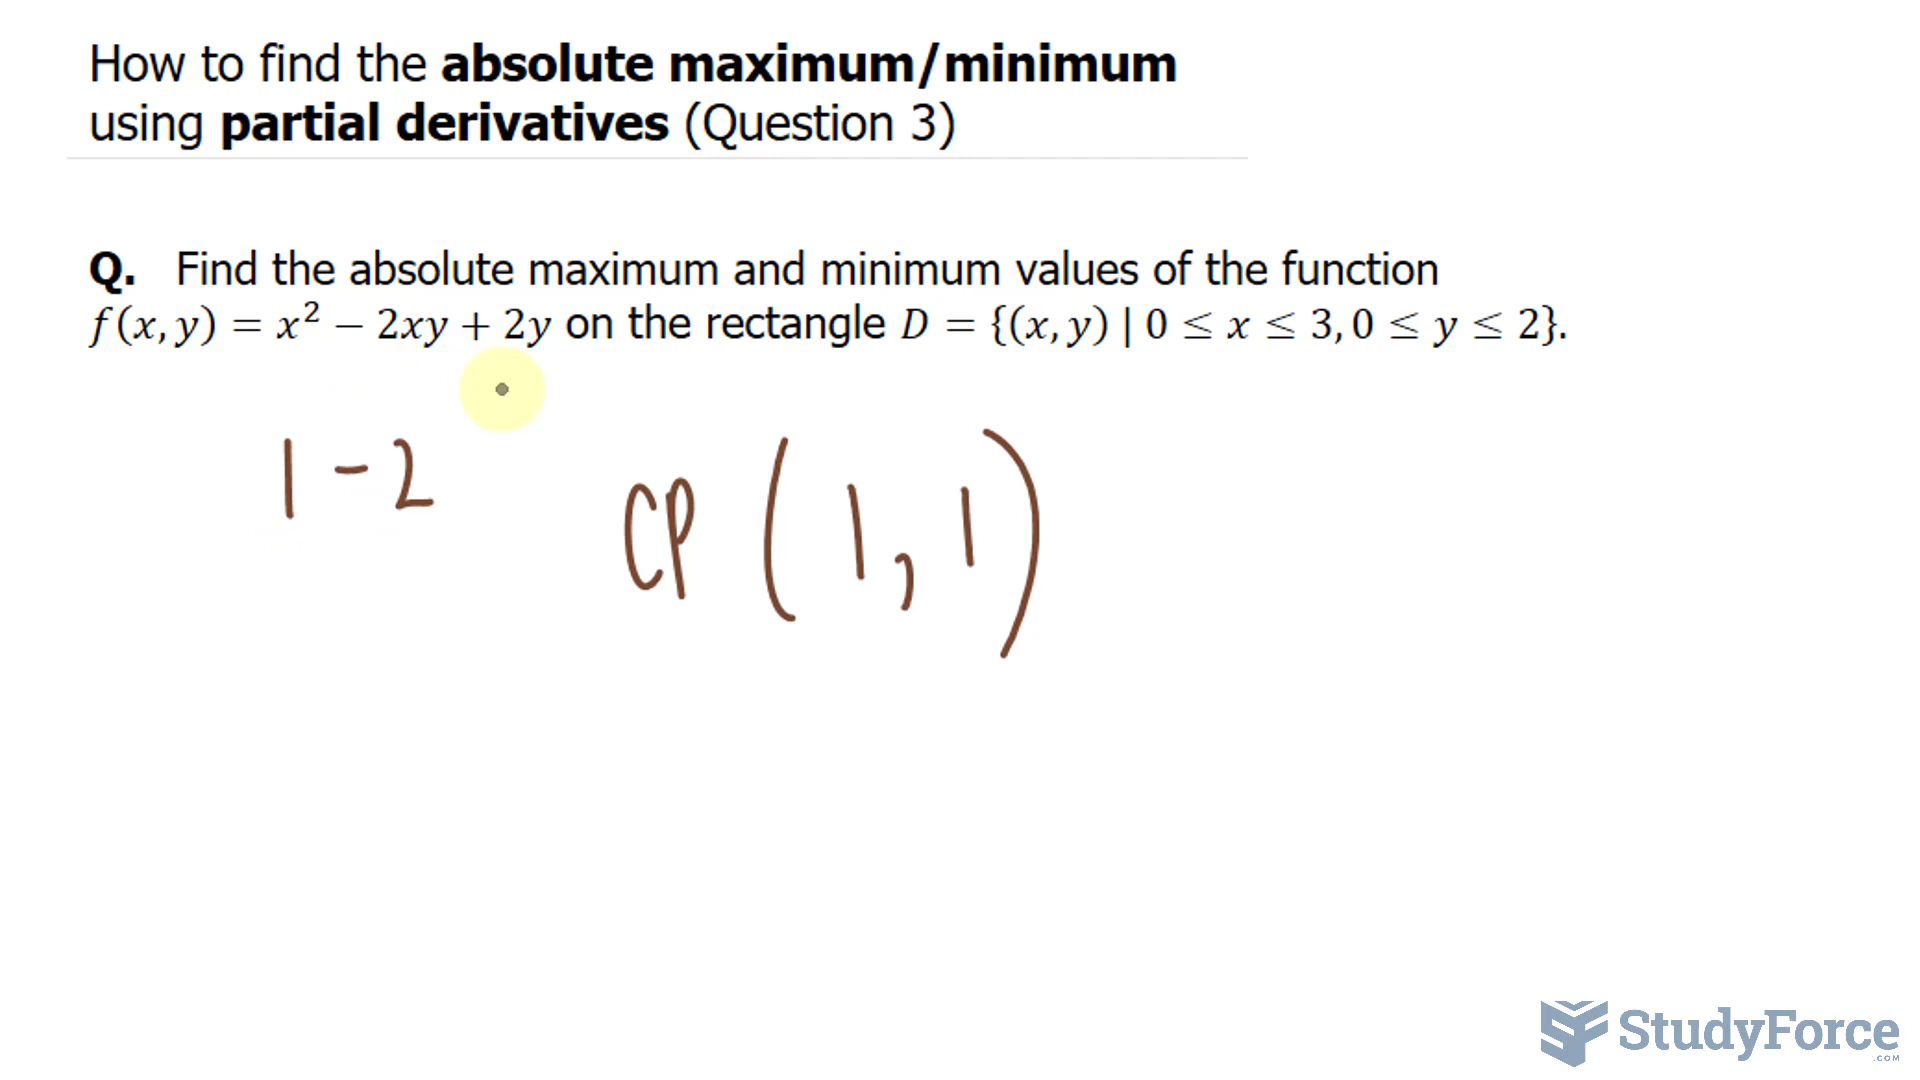 How to find the absolute maximum/minimum
using partial derivatives (Question 3)
Q. Find the absolute maximum and minimum values of the function
f(x, y) = x² − 2xy + 2y on the rectangle D = {(x, y) | 0 ≤ x ≤ 3, 0 ≤ y ≤ 2}.
1 - 2
CP (1, 1)
StudyForce
.COM